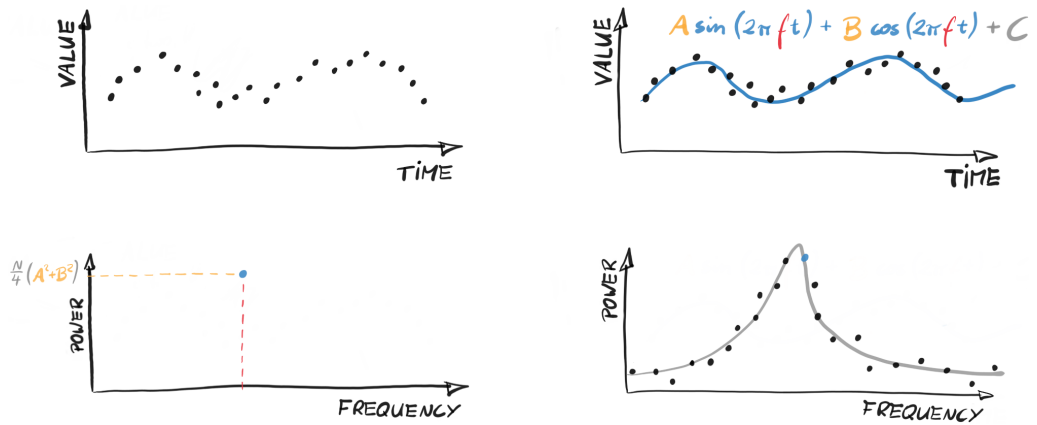 VALUE
TIME
A sin (2π f t) + B cos (2π f t) + C
VALUE
TIME
N/4 (A²+B²)
POWER
FREQUENCY
POWER
FREQUENCY